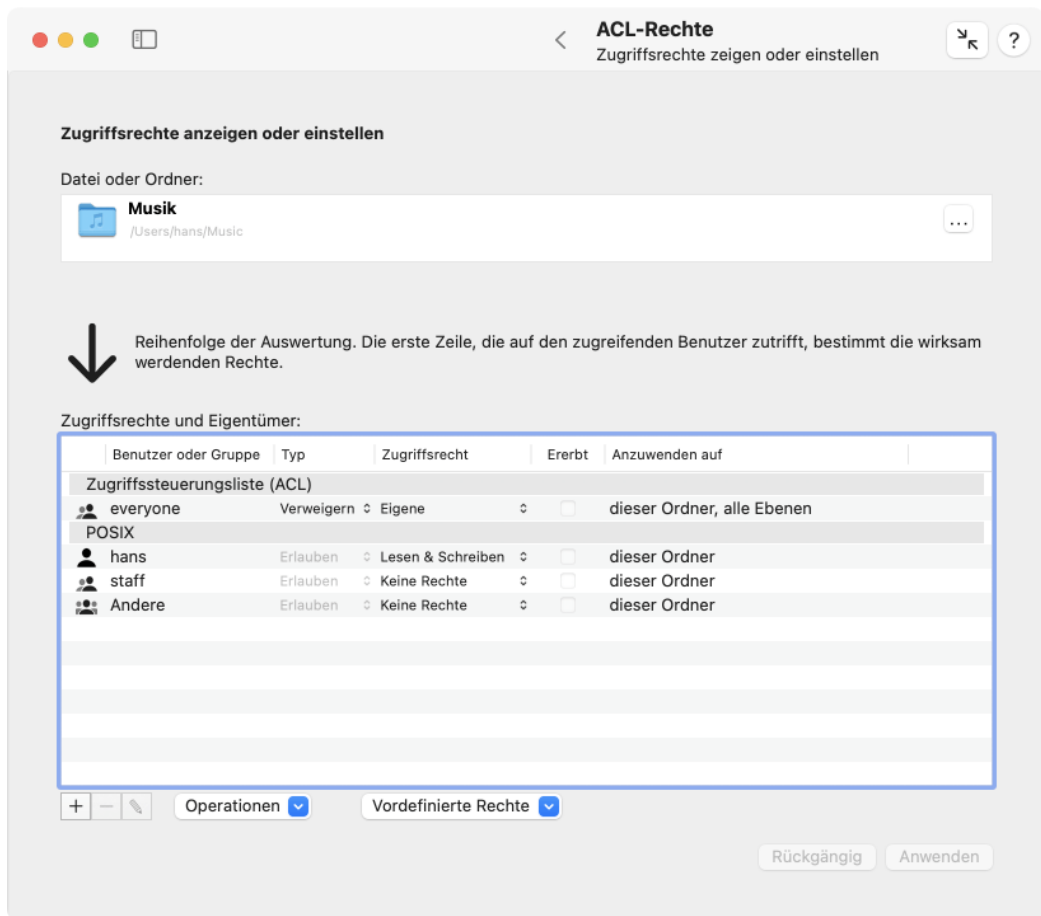 ACL-Rechte
Zugriffsrechte zeigen oder einstellen
?
Zugriffsrechte anzeigen oder einstellen
Datei oder Ordner:
Musik
/Users/hans/Music
...
Reihenfolge der Auswertung. Die erste Zeile, die auf den zugreifenden Benutzer zutrifft, bestimmt die wirksam
werdenden Rechte.
Zugriffsrechte und Eigentümer:
Benutzer oder Gruppe Typ Zugriffsrecht Ererbt Anzuwenden auf
Zugriffssteuerungsliste (ACL)
everyone Verweigern Eigene dieser Ordner, alle Ebenen
POSIX
hans Erlauben Lesen & Schreiben dieser Ordner
staff Erlauben Keine Rechte dieser Ordner
Andere Erlauben Keine Rechte dieser Ordner
+ − Operationen Vordefinierte Rechte
Rückgängig Anwenden